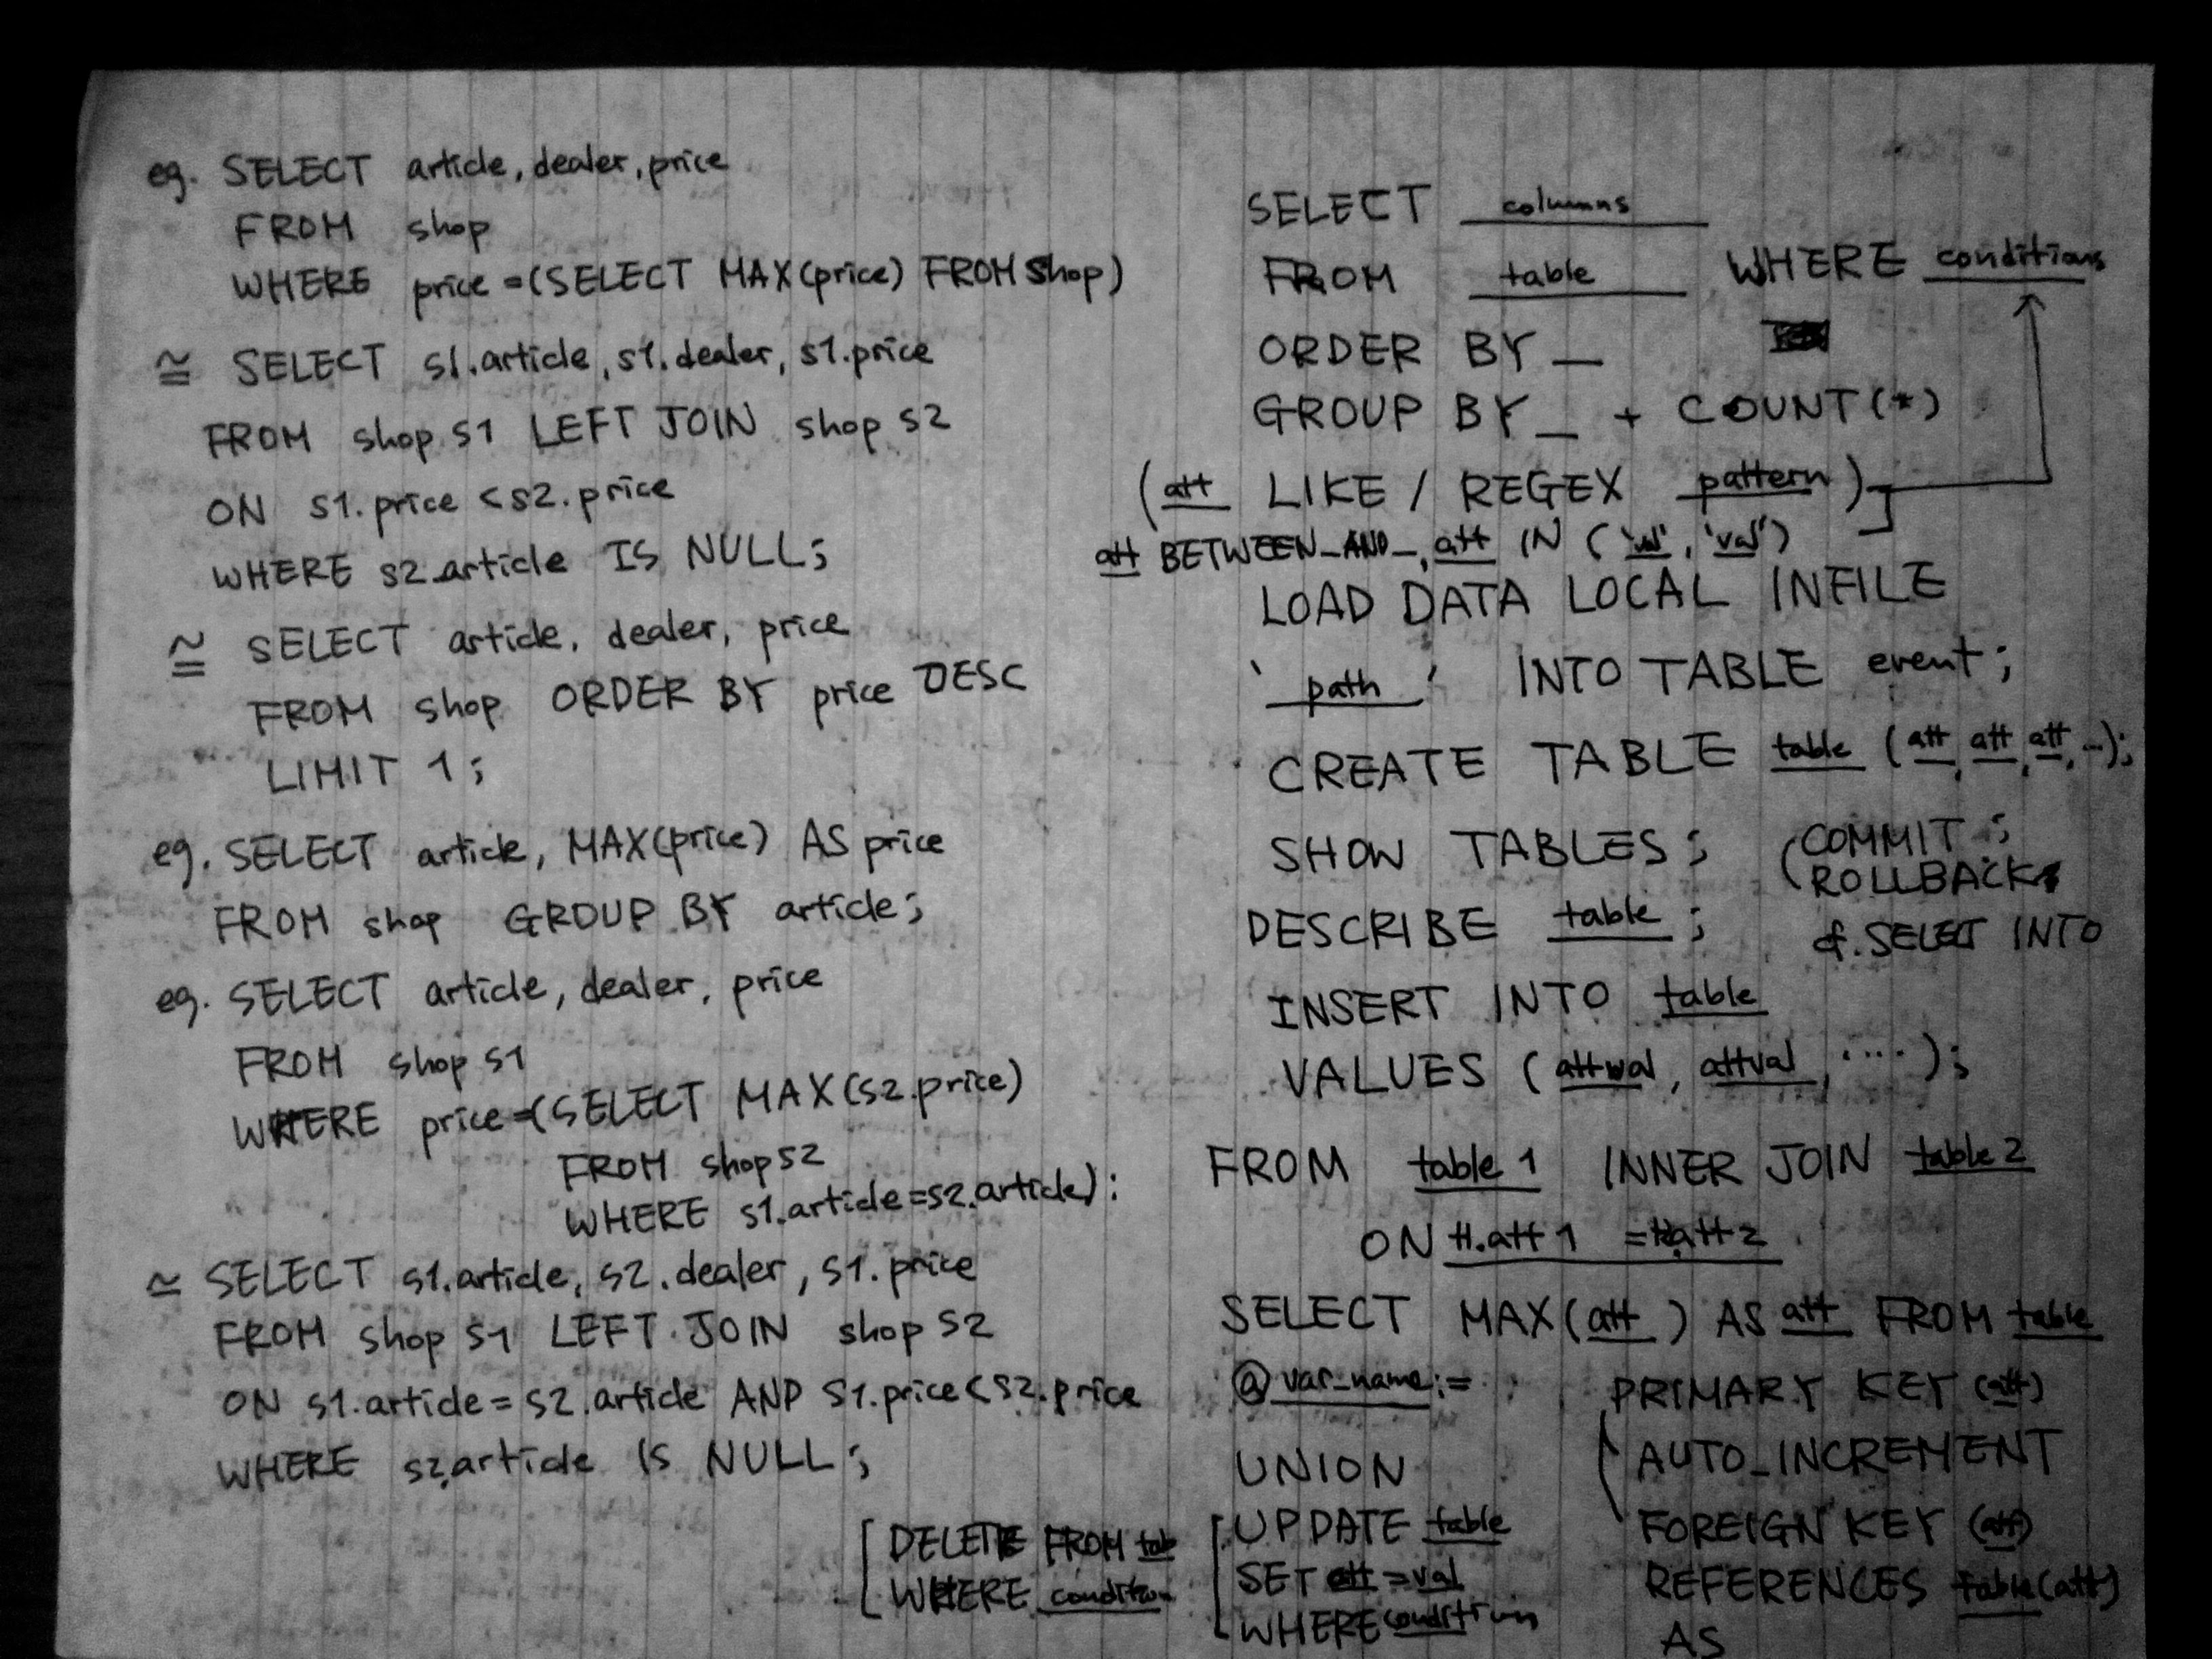 eg. SELECT article, dealer, price
FROM shop
WHERE price =(SELECT MAX(price) FROM shop)
≅ SELECT s1.article, s1.dealer, s1.price
FROM shop s1 LEFT JOIN shop s2
ON s1.price < s2.price
WHERE s2.article IS NULL;
≅ SELECT article, dealer, price
FROM shop ORDER BY price DESC
LIMIT 1;
eg. SELECT article, MAX(price) AS price
FROM shop GROUP BY article;
eg. SELECT article, dealer, price
FROM shop s1
WHERE price=(SELECT MAX(s2.price)
FROM shop s2
WHERE s1.article=s2.article);
≃ SELECT s1.article, s2.dealer, s1.price
FROM shop s1 LEFT JOIN shop s2
ON s1.article = s2.article AND s1.price < s2.price
WHERE s2.article IS NULL;
[DELETE FROM tab
WHERE condition
SELECT columns
FROM table WHERE conditions
ORDER BY _
GROUP BY _ + COUNT(*)
(att LIKE / REGEX pattern)
att BETWEEN _ AND _, att IN ('val', 'val')
LOAD DATA LOCAL INFILE
'path' INTO TABLE event;
CREATE TABLE table (att, att, att, ...);
SHOW TABLES; (COMMIT;
ROLLBACK;
DESCRIBE table; cf. SELECT INTO
INSERT INTO table
VALUES (attval, attval, ....);
FROM table 1 INNER JOIN table 2
ON t1.att1 = t2.att2
SELECT MAX(att) AS att FROM table
@var_name:= PRIMARY KEY (att)
UNION AUTO_INCREMENT
[UPDATE table FOREIGN KEY (att)
SET att = val REFERENCES table(att)
WHERE condition AS